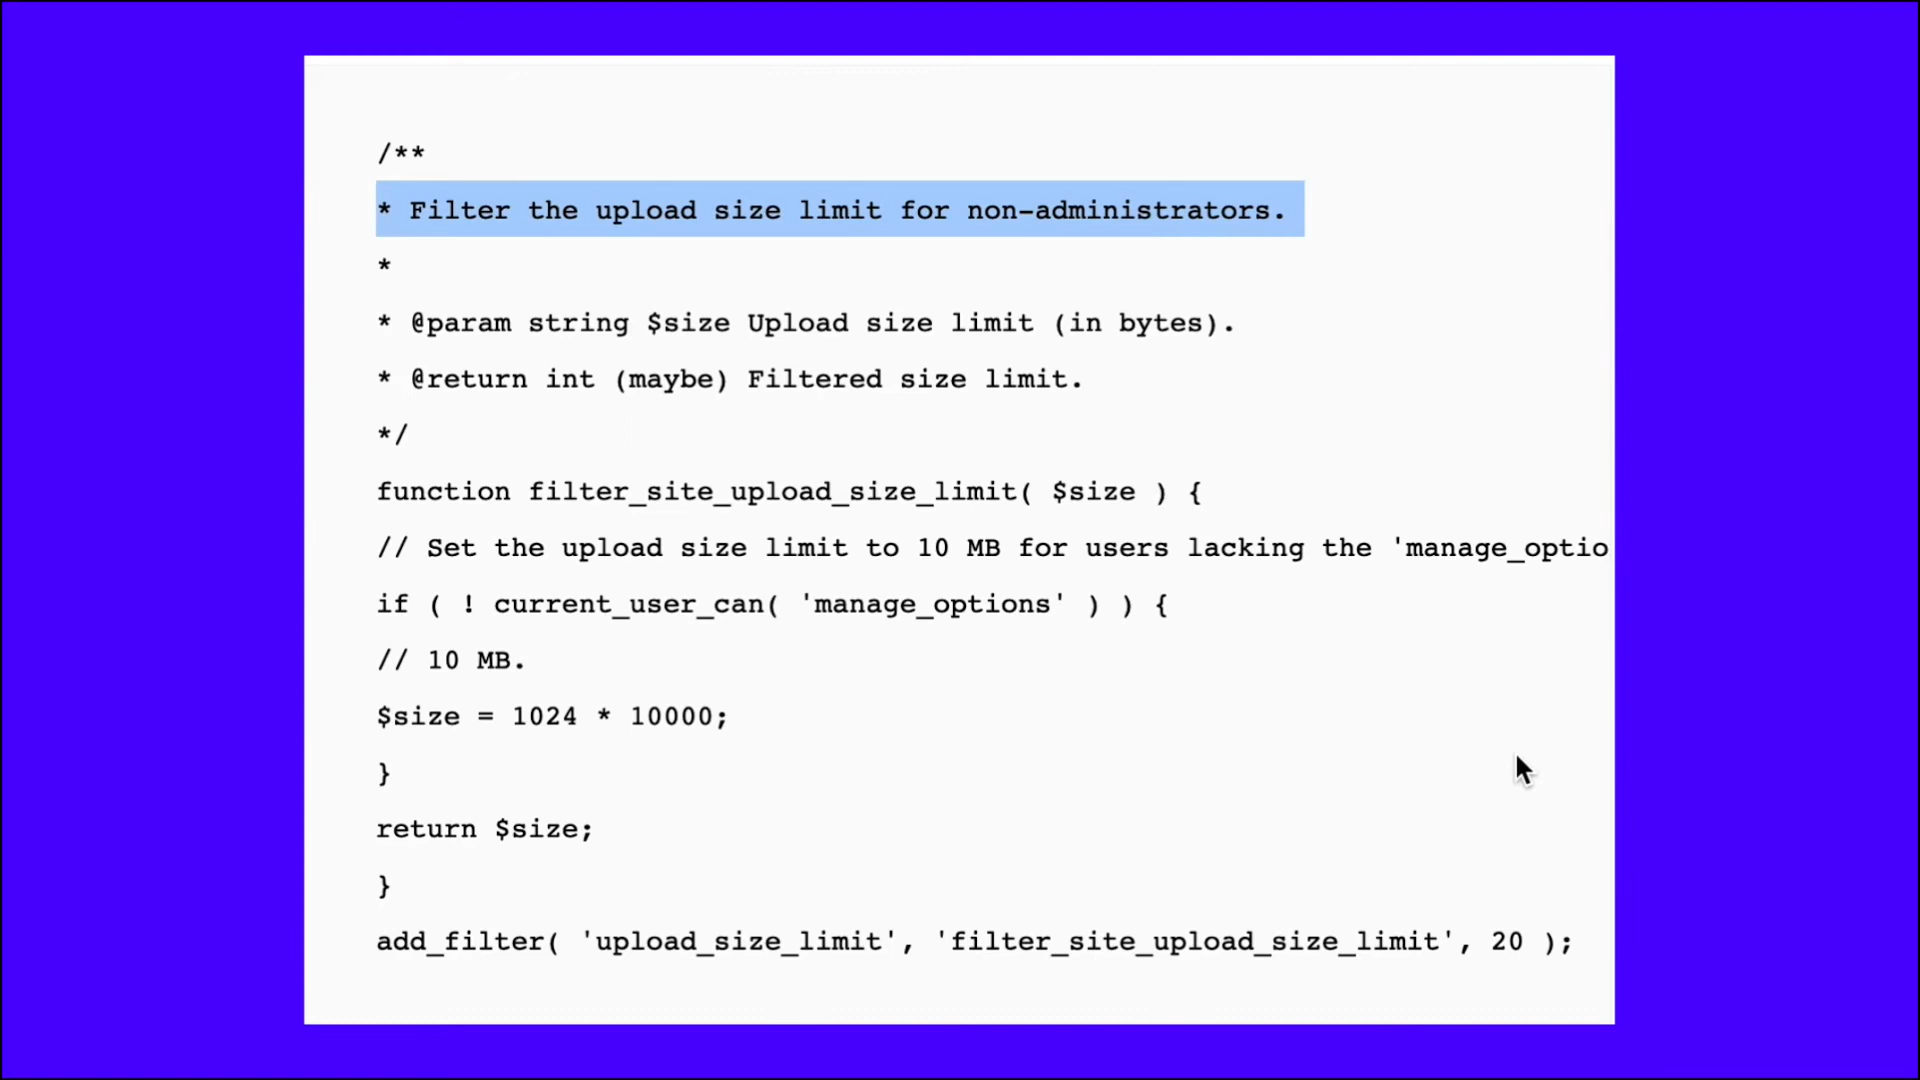 /**
* Filter the upload size limit for non-administrators.
*
* @param string $size Upload size limit (in bytes).
* @return int (maybe) Filtered size limit.
*/
function filter_site_upload_size_limit( $size ) {
// Set the upload size limit to 10 MB for users lacking the 'manage_optio
if ( ! current_user_can( 'manage_options' ) ) {
// 10 MB.
$size = 1024 * 10000;
}
return $size;
}
add_filter( 'upload_size_limit', 'filter_site_upload_size_limit', 20 );